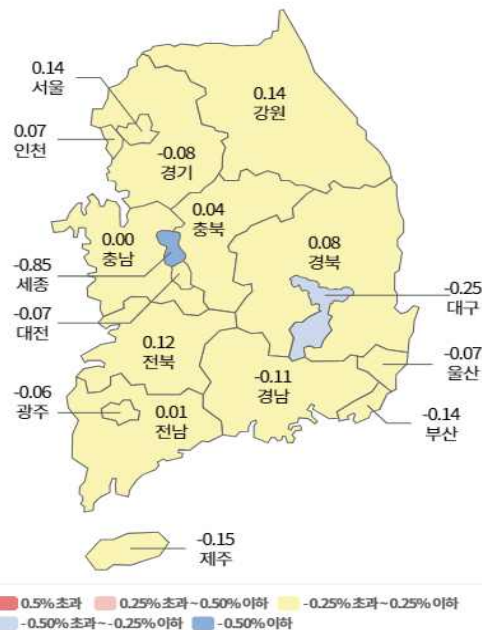 0.14
서울
0.14
강원
0.07
인천
-0.08
경기
0.04
충북
0.00
충남
0.08
경북
-0.85
세종
-0.25
대구
-0.07
대전
0.12
전북
-0.07
울산
-0.11
경남
-0.06
광주
0.01
전남
-0.14
부산
-0.15
제주
0.5% 초과 0.25% 초과 ~ 0.50% 이하 -0.25% 초과 ~ 0.25% 이하
-0.50% 초과 ~ -0.25% 이하 -0.50% 이하